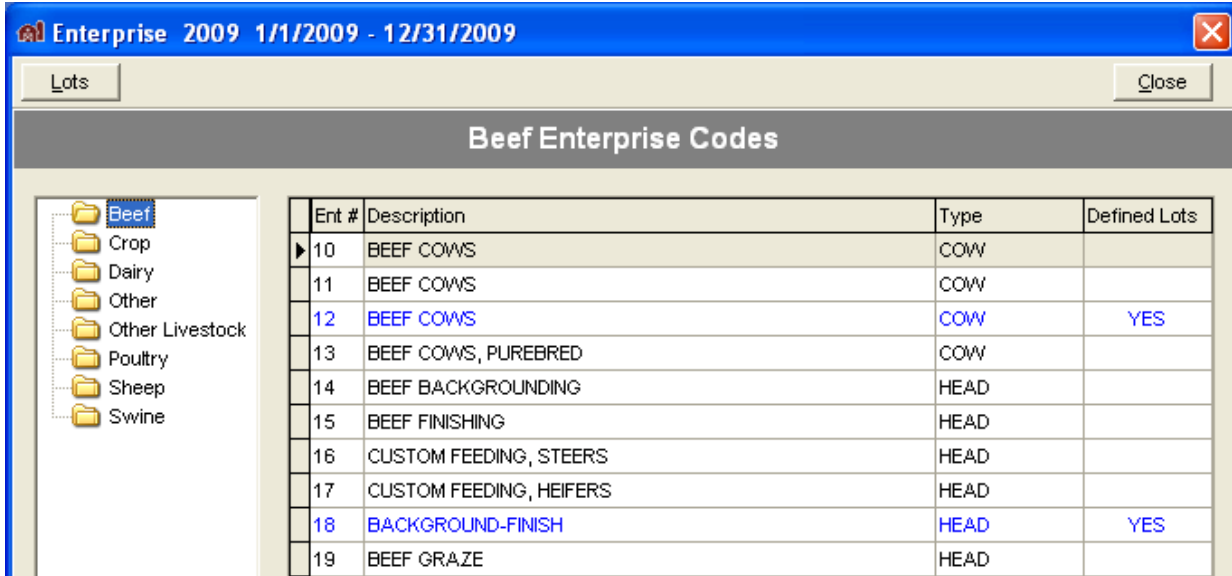 Enterprise 2009 1/1/2009 - 12/31/2009
Lots Close
Beef Enterprise Codes
Beef
Crop
Dairy
Other
Other Livestock
Poultry
Sheep
Swine
Ent # Description Type Defined Lots
10 BEEF COWS COW
11 BEEF COWS COW
12 BEEF COWS COW YES
13 BEEF COWS, PUREBRED COW
14 BEEF BACKGROUNDING HEAD
15 BEEF FINISHING HEAD
16 CUSTOM FEEDING, STEERS HEAD
17 CUSTOM FEEDING, HEIFERS HEAD
18 BACKGROUND-FINISH HEAD YES
19 BEEF GRAZE HEAD